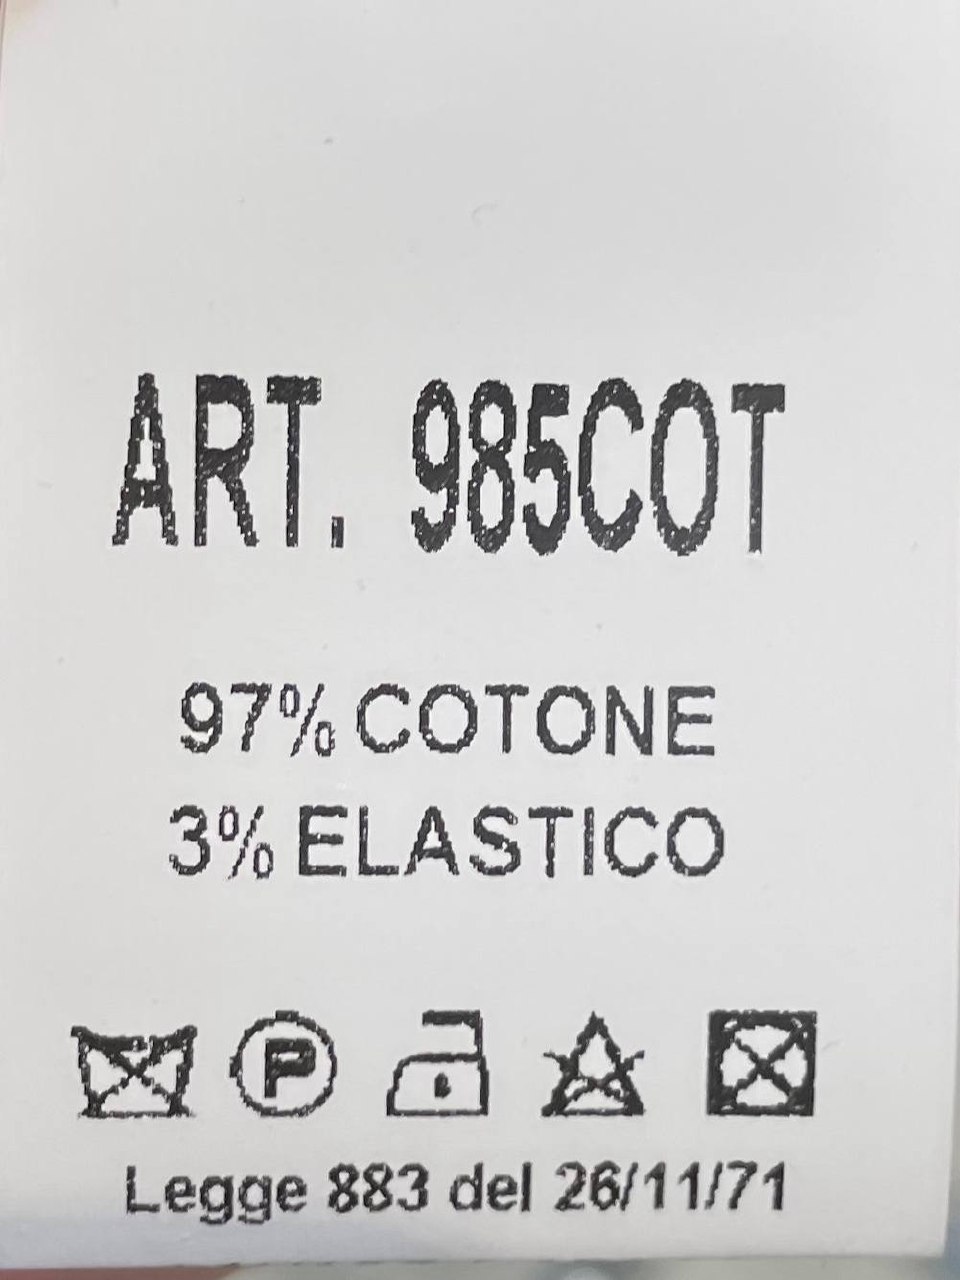 ART. 985COT
97% COTONE
3% ELASTICO
P
Legge 883 del 26/11/71